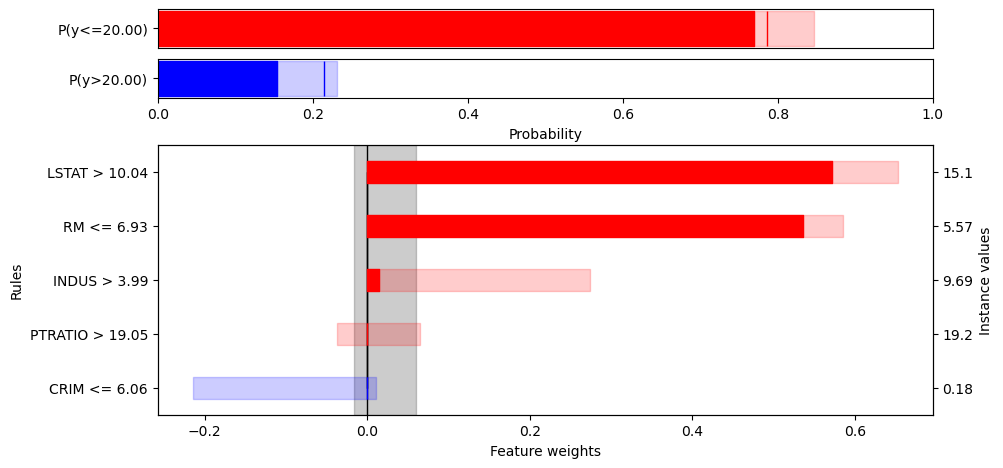 P(y<=20.00)
P(y>20.00)
0.0 0.2 0.4 0.6 0.8 1.0
Probability
LSTAT > 10.04 15.1
RM <= 6.93 5.57
INDUS > 3.99 9.69
PTRATIO > 19.05 19.2
CRIM <= 6.06 0.18
Rules
Instance values
−0.2 0.0 0.2 0.4 0.6
Feature weights